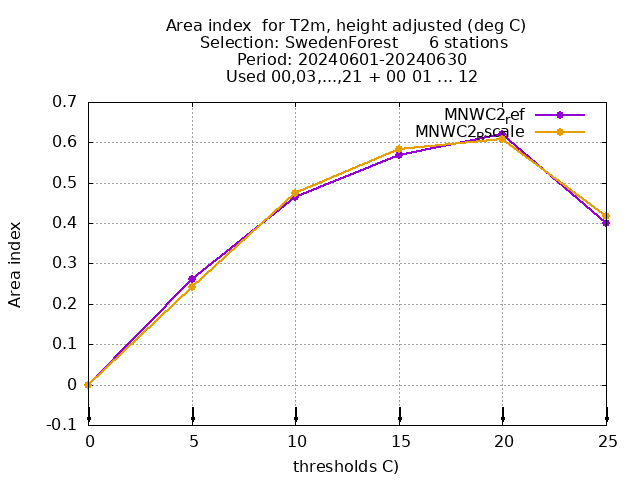 Area index  for T2m, height adjusted (deg C)
Selection: SwedenForest      6 stations
Period: 20240601-20240630
Used 00,03,...,21 + 00 01 ... 12
0.7
MNWC2_ref
0.6
MNWC2_pscale
0.5
0.4
0.3
0.2
0.1
0
-0.1
0 5 10 15 20 25
Area index
thresholds C)